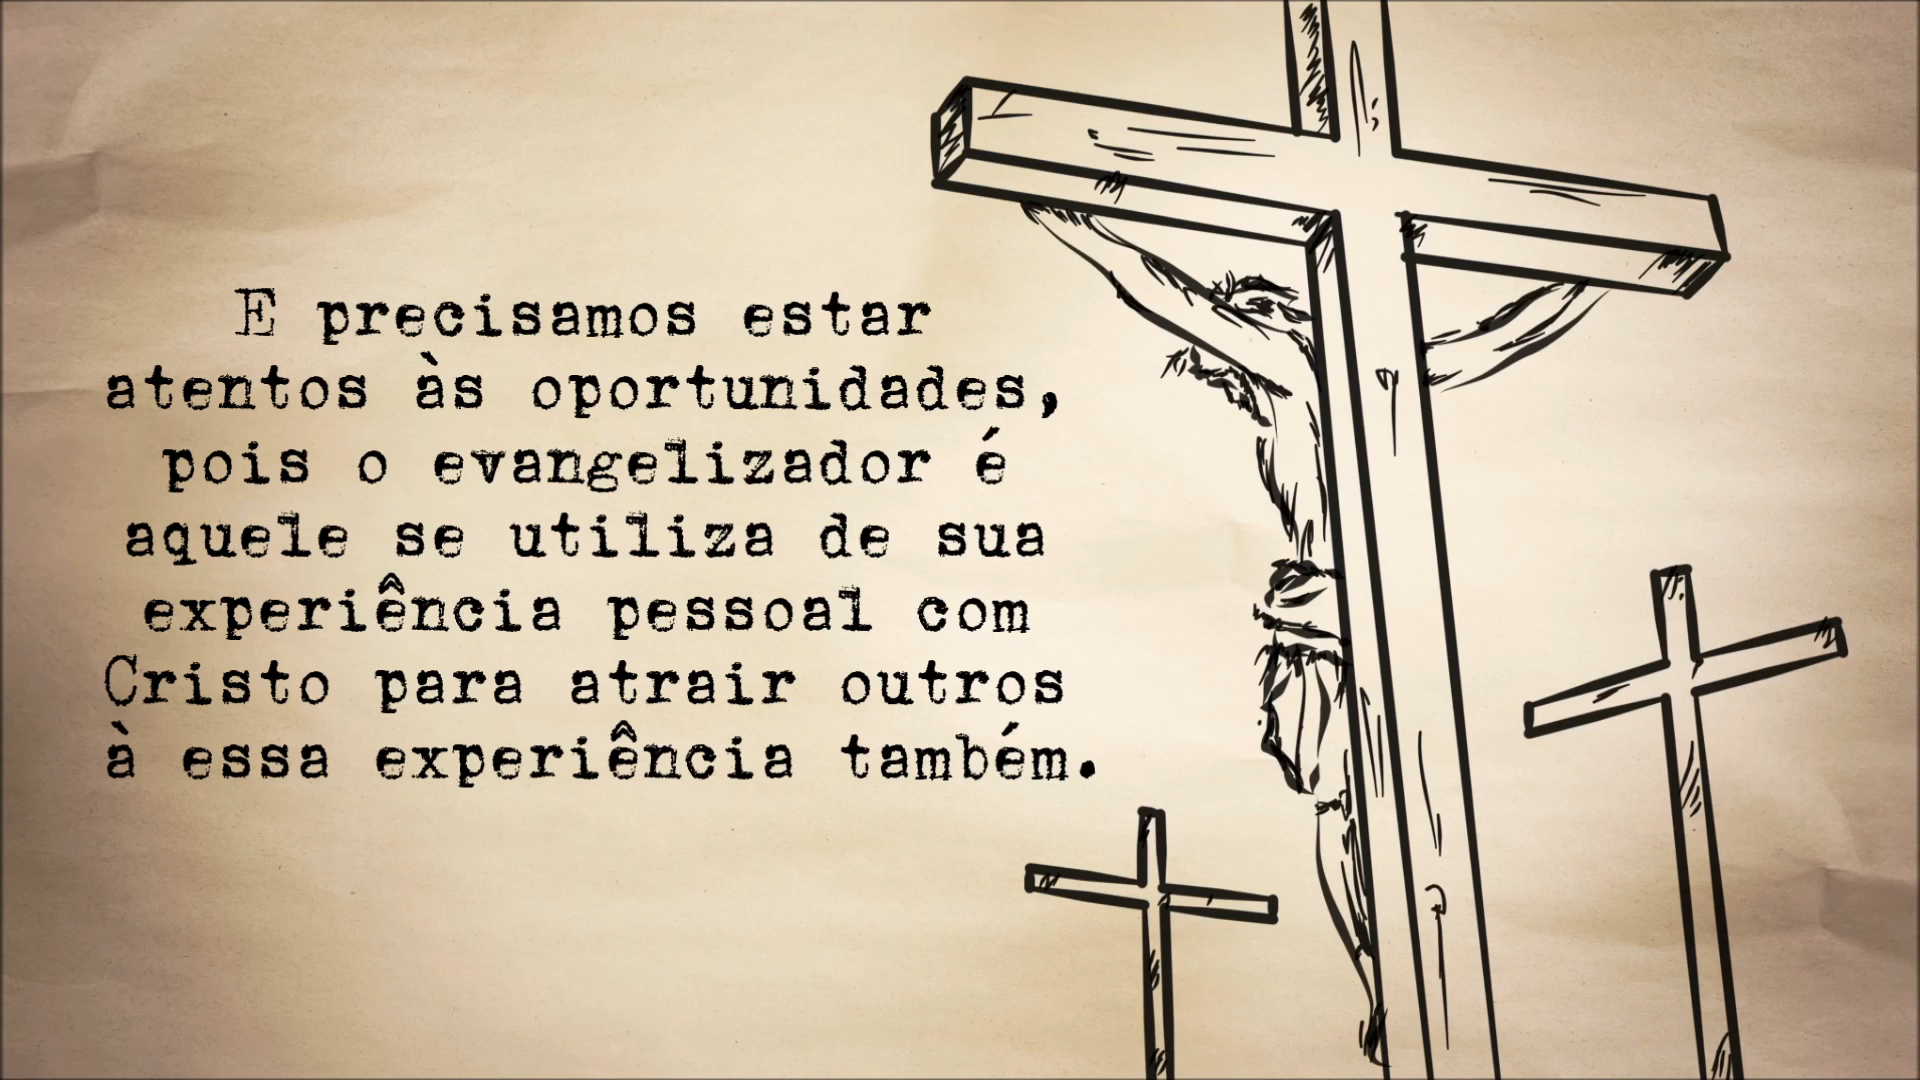 E precisamos estar
atentos às oportunidades,
pois o evangelizador é
aquele se utiliza de sua
experiência pessoal com
Cristo para atrair outros
à essa experiência também.